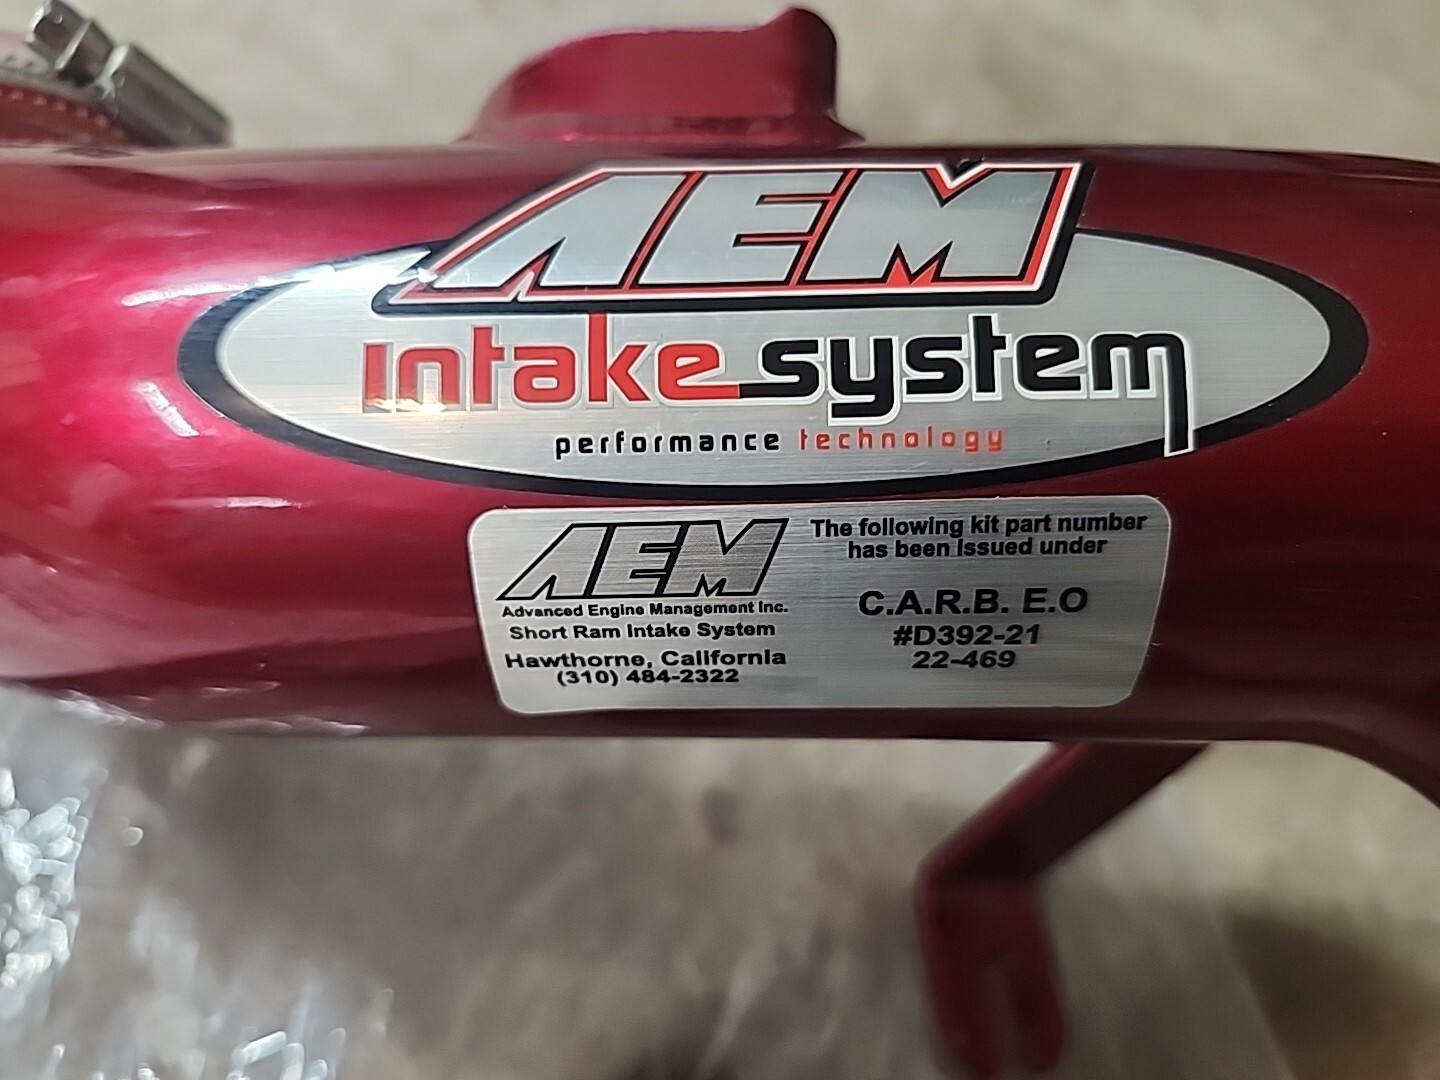 AEM
intake system
performance technology
AEM
Advanced Engine Management Inc.
Short Ram Intake System
Hawthorne, California
(310) 484-2322
The following kit part number
has been issued under
C.A.R.B. E.O
#D392-21
22-469